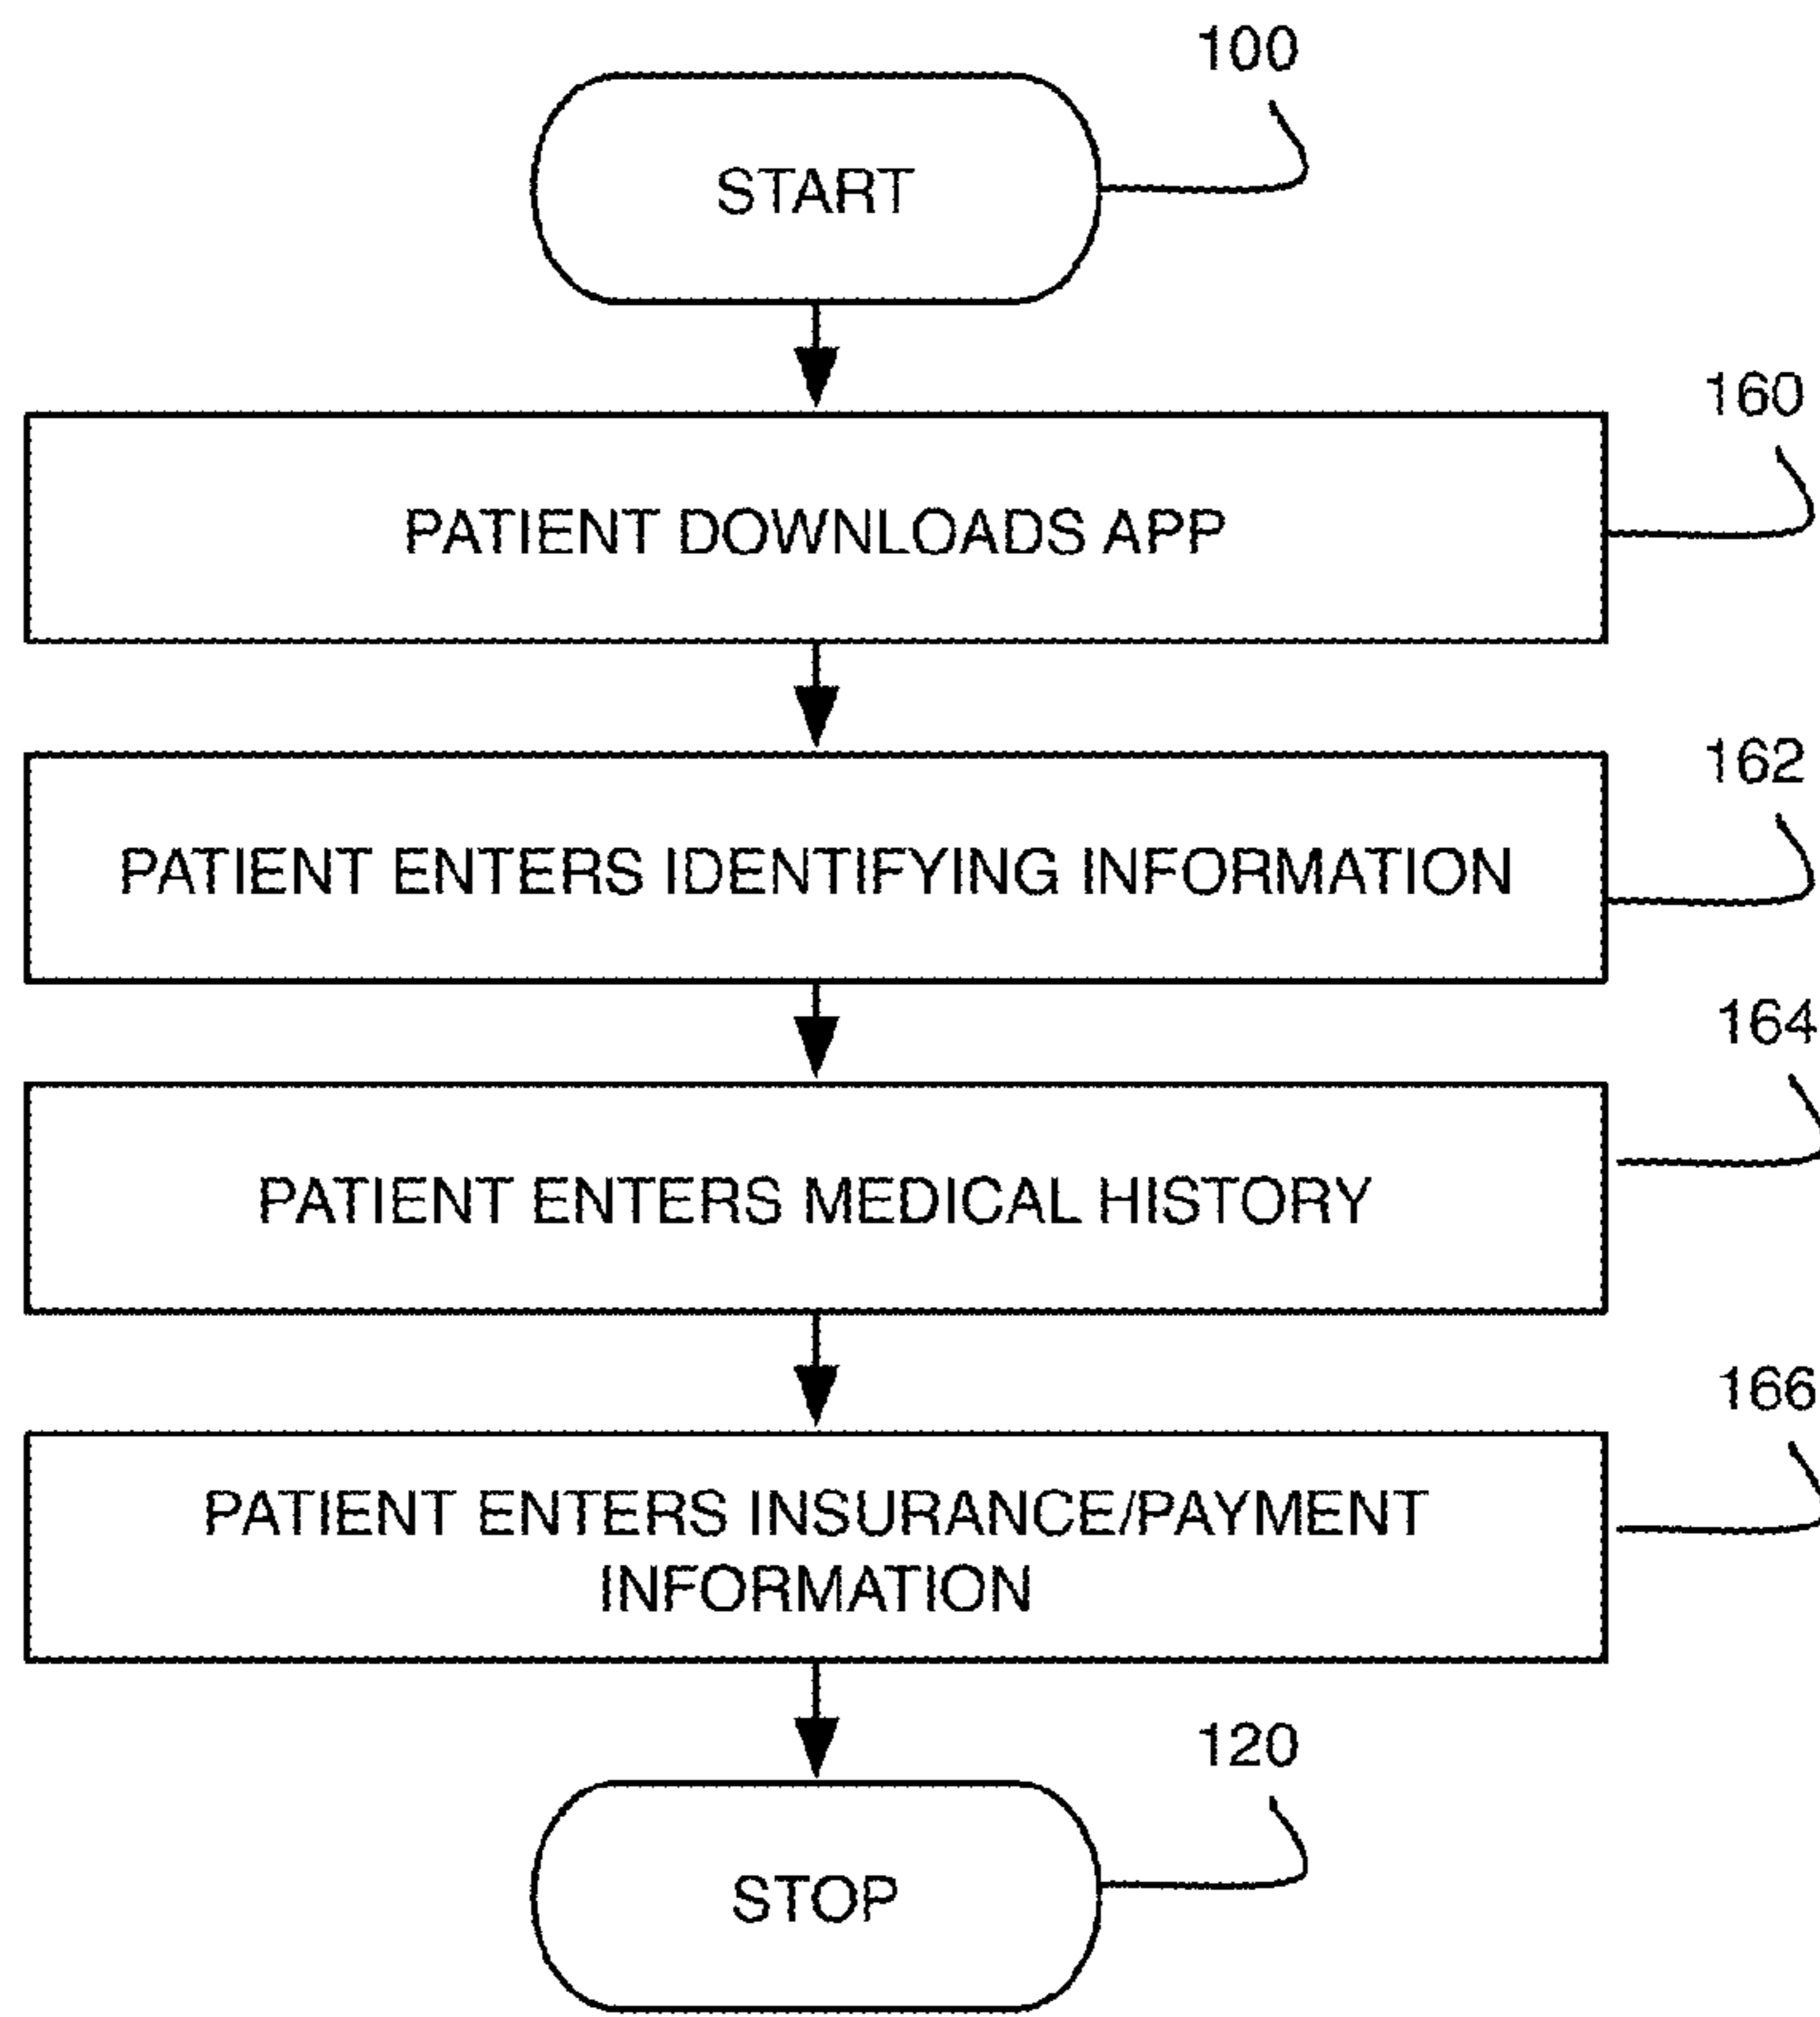 100
START
160
PATIENT DOWNLOADS APP
162
PATIENT ENTERS IDENTIFYING INFORMATION
164
PATIENT ENTERS MEDICAL HISTORY
166
PATIENT ENTERS INSURANCE/PAYMENT
INFORMATION
120
STOP